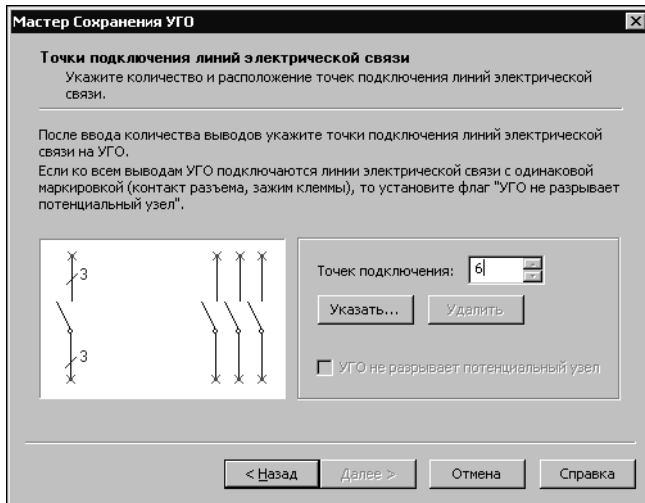 Мастер Сохранения УГО
Точки подключения линий электрической связи
Укажите количество и расположение точек подключения линий электрической
связи.
После ввода количества выводов укажите точки подключения линий электрической
связи на УГО.
Если ко всем выводам УГО подключаются линии электрической связи с одинаковой
маркировкой (контакт разъема, зажим клеммы), то установите флаг "УГО не разрывает
потенциальный узел".
3
3
Точек подключения: 6
Указать... Удалить
УГО не разрывает потенциальный узел
< Назад Далее > Отмена Справка